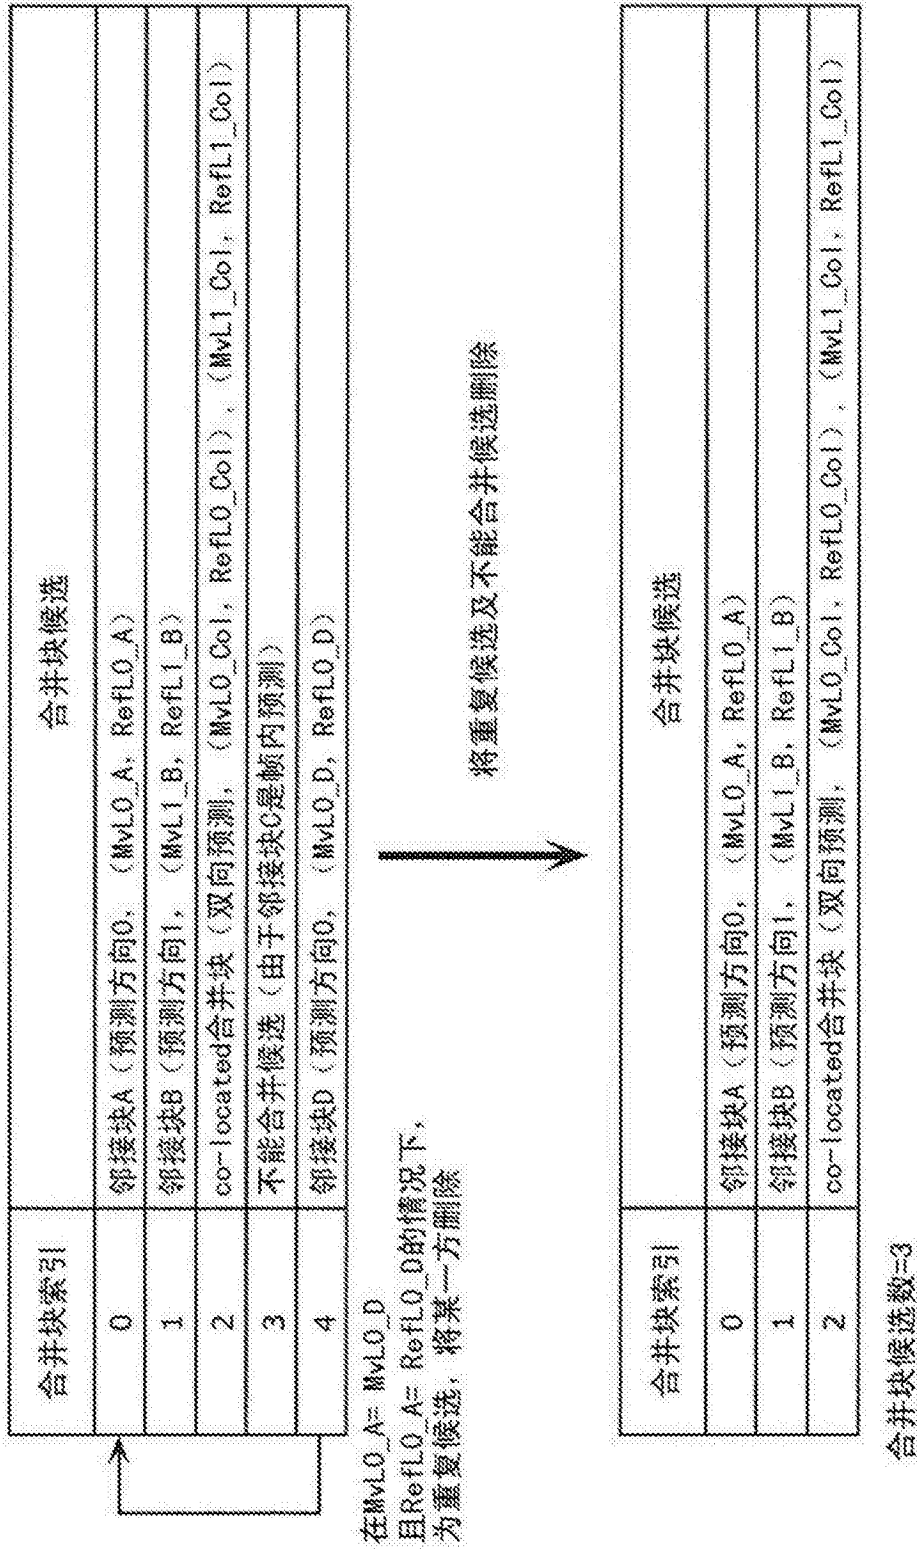 合并块索引 合并块候选
0 邻接块A（预测方向0，（MvL0_A，RefL0_A）
1 邻接块B（预测方向1，（MvL1_B，RefL1_B）
2 co-located合并块（双向预测，（MvL0_Col，RefL0_Col），（MvL1_Col，RefL1_Col）
3 不能合并候选（由于邻接块C是帧内预测）
4 邻接块D（预测方向0，（MvL0_D，RefL0_D）
在MvL0_A= MvL0_D
且RefL0_A= RefL0_D的情况下，
为重复候选，将某一方删除
将重复候选及不能合并候选删除
合并块索引 合并块候选
0 邻接块A（预测方向0，（MvL0_A，RefL0_A）
1 邻接块B（预测方向1，（MvL1_B，RefL1_B）
2 co-located合并块（双向预测，（MvL0_Col，RefL0_Col），（MvL1_Col，RefL1_Col）
合并块候选数=3